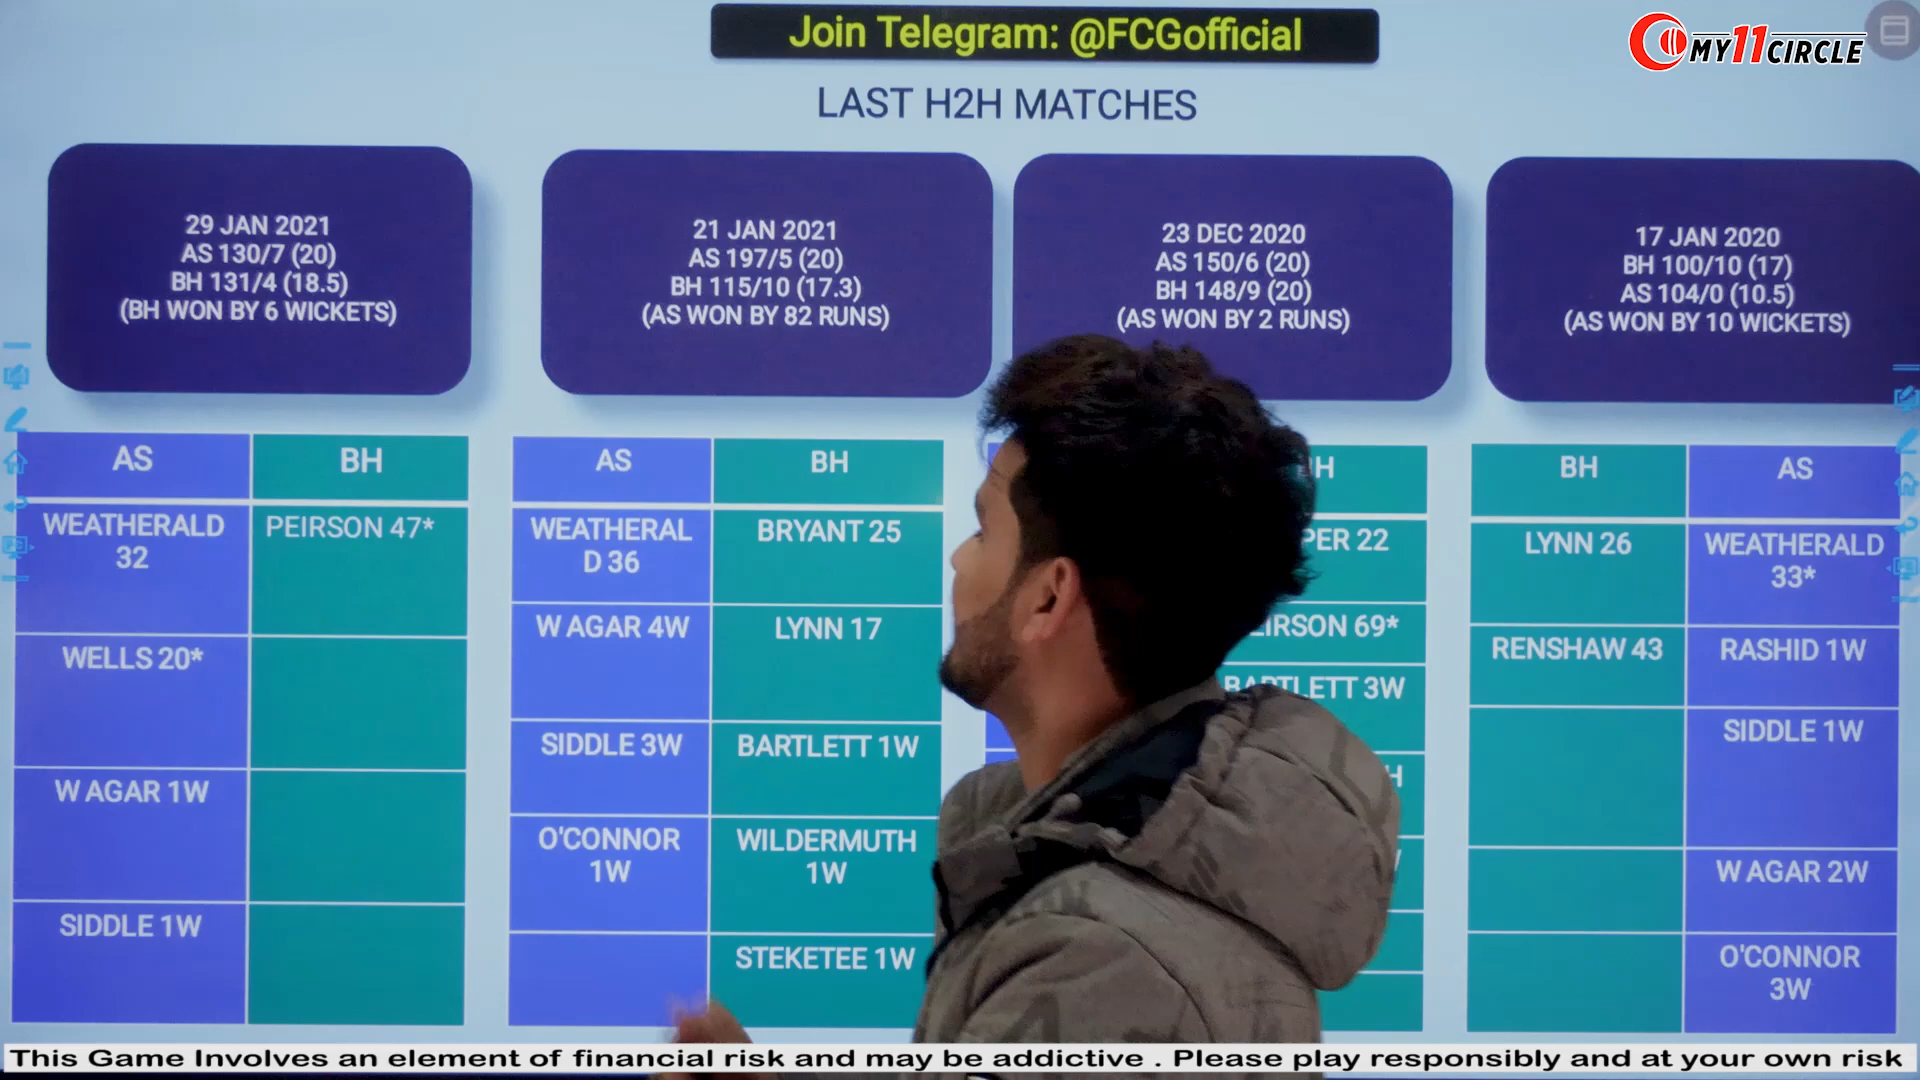 Join Telegram: @FCGofficial
MY11CIRCLE
LAST H2H MATCHES
29 JAN 2021
AS 130/7 (20)
BH 131/4 (18.5)
(BH WON BY 6 WICKETS)
21 JAN 2021
AS 197/5 (20)
BH 115/10 (17.3)
(AS WON BY 82 RUNS)
23 DEC 2020
AS 150/6 (20)
BH 148/9 (20)
(AS WON BY 2 RUNS)
17 JAN 2020
BH 100/10 (17)
AS 104/0 (10.5)
(AS WON BY 10 WICKETS)
AS
BH
WEATHERALD
32
PEIRSON 47*
WELLS 20*
W AGAR 1W
SIDDLE 1W
AS
BH
WEATHERAL
D 36
BRYANT 25
W AGAR 4W
LYNN 17
SIDDLE 3W
BARTLETT 1W
O'CONNOR
1W
WILDERMUTH
1W
STEKETEE 1W
H
PER 22
EIRSON 69*
BARTLETT 3W
H
BH
AS
LYNN 26
WEATHERALD
33*
RENSHAW 43
RASHID 1W
SIDDLE 1W
W AGAR 2W
O'CONNOR
3W
This Game Involves an element of financial risk and may be addictive . Please play responsibly and at your own risk